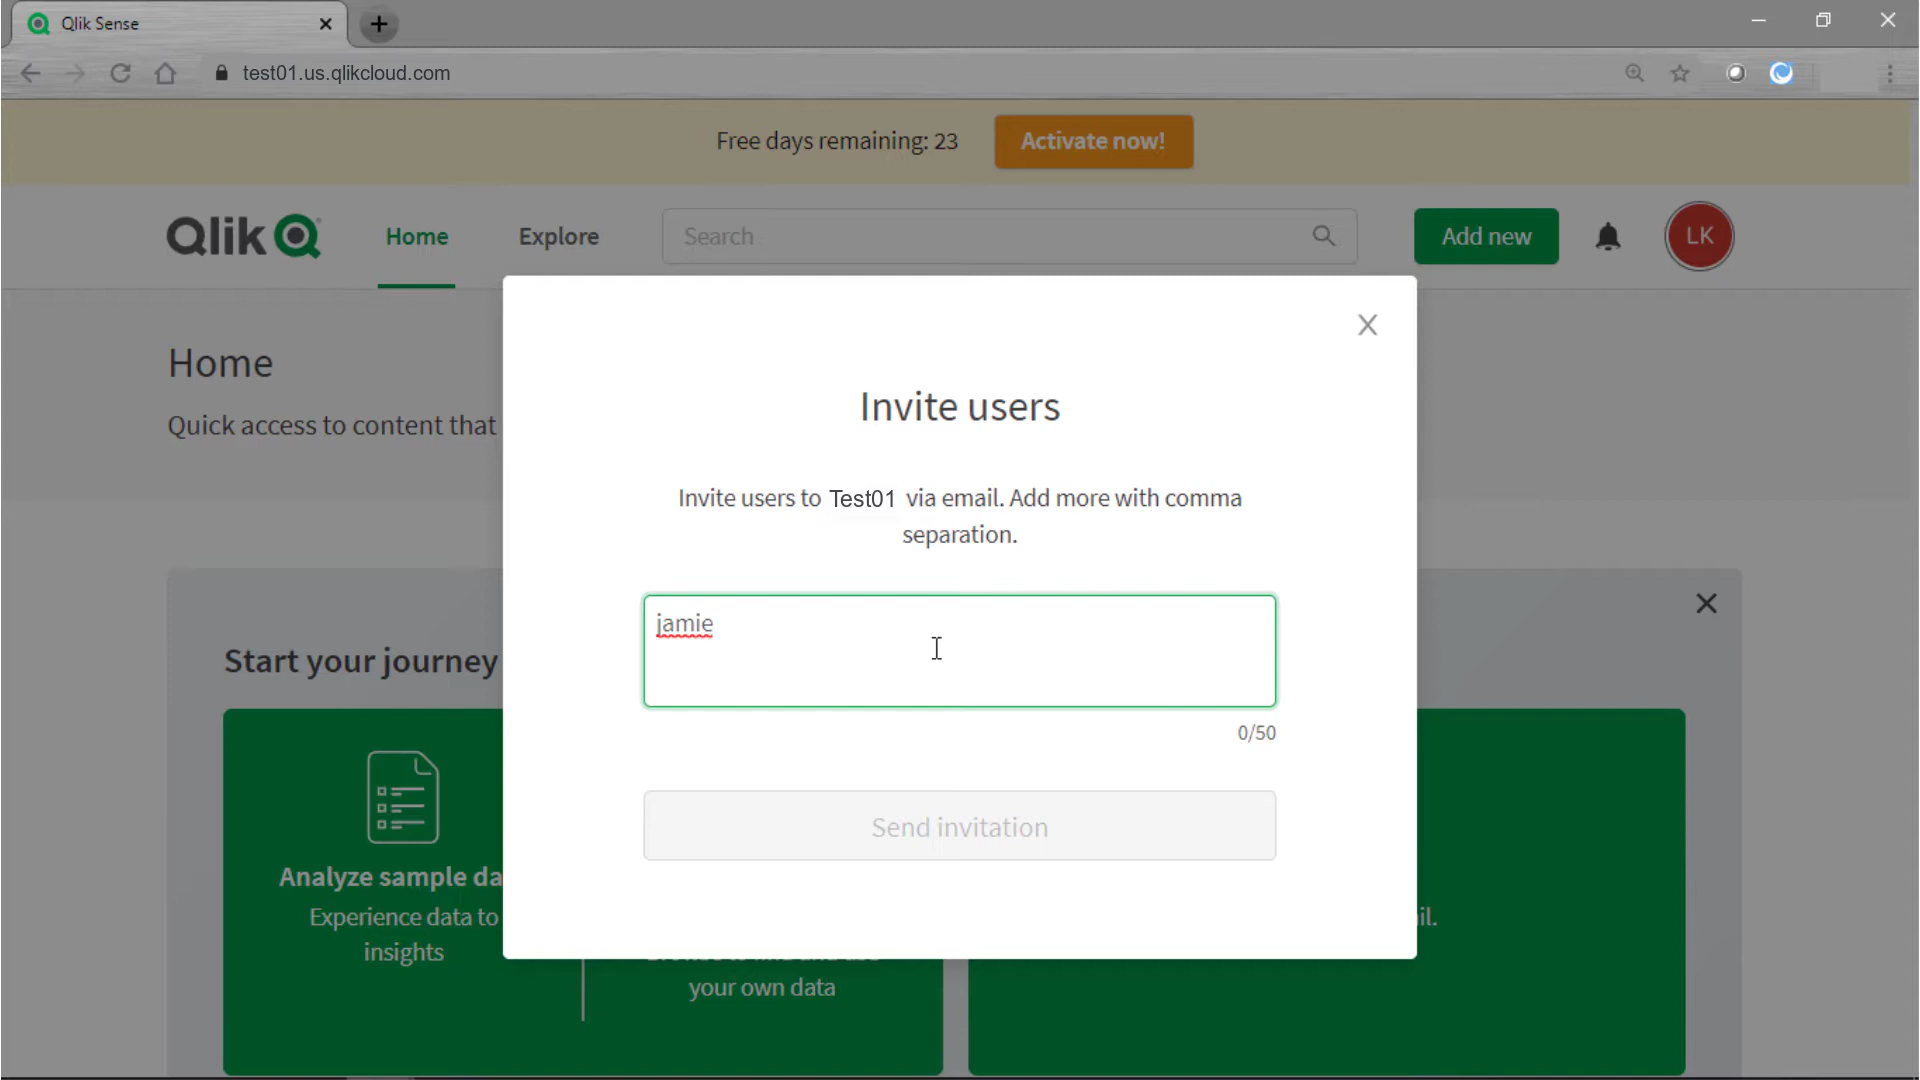 Qlik Sense
test01.us.qlikcloud.com
Free days remaining: 23
Activate now!
Qlik
Home
Explore
Search
Add new
LK
Home
Quick access to content that
Invite users
Invite users to Test01 via email. Add more with comma
separation.
jamie
0/50
Send invitation
Start your journey
Analyze sample da
Experience data to
insights
your own data
il.